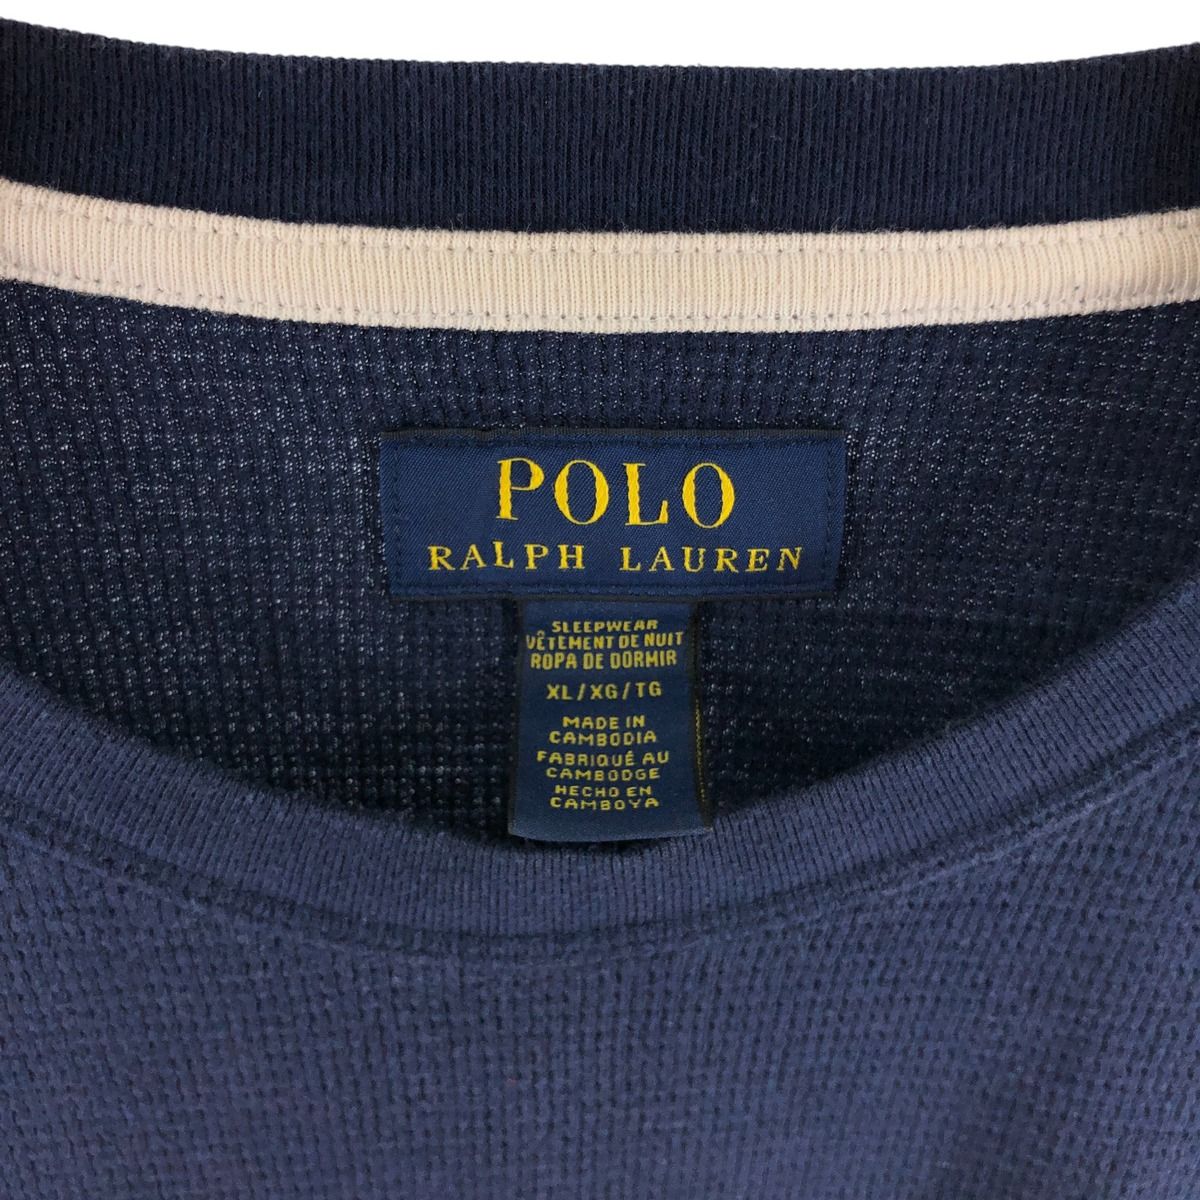 POLO
RALPH LAUREN
SLEEPWEAR
VÊTEMENT DE NUIT
ROPA DE DORMIR
XL/XG/TG
MADE IN
CAMBODIA
FABRIQUÉ AU
CAMBODGE
HECHO EN
CAMBOYA